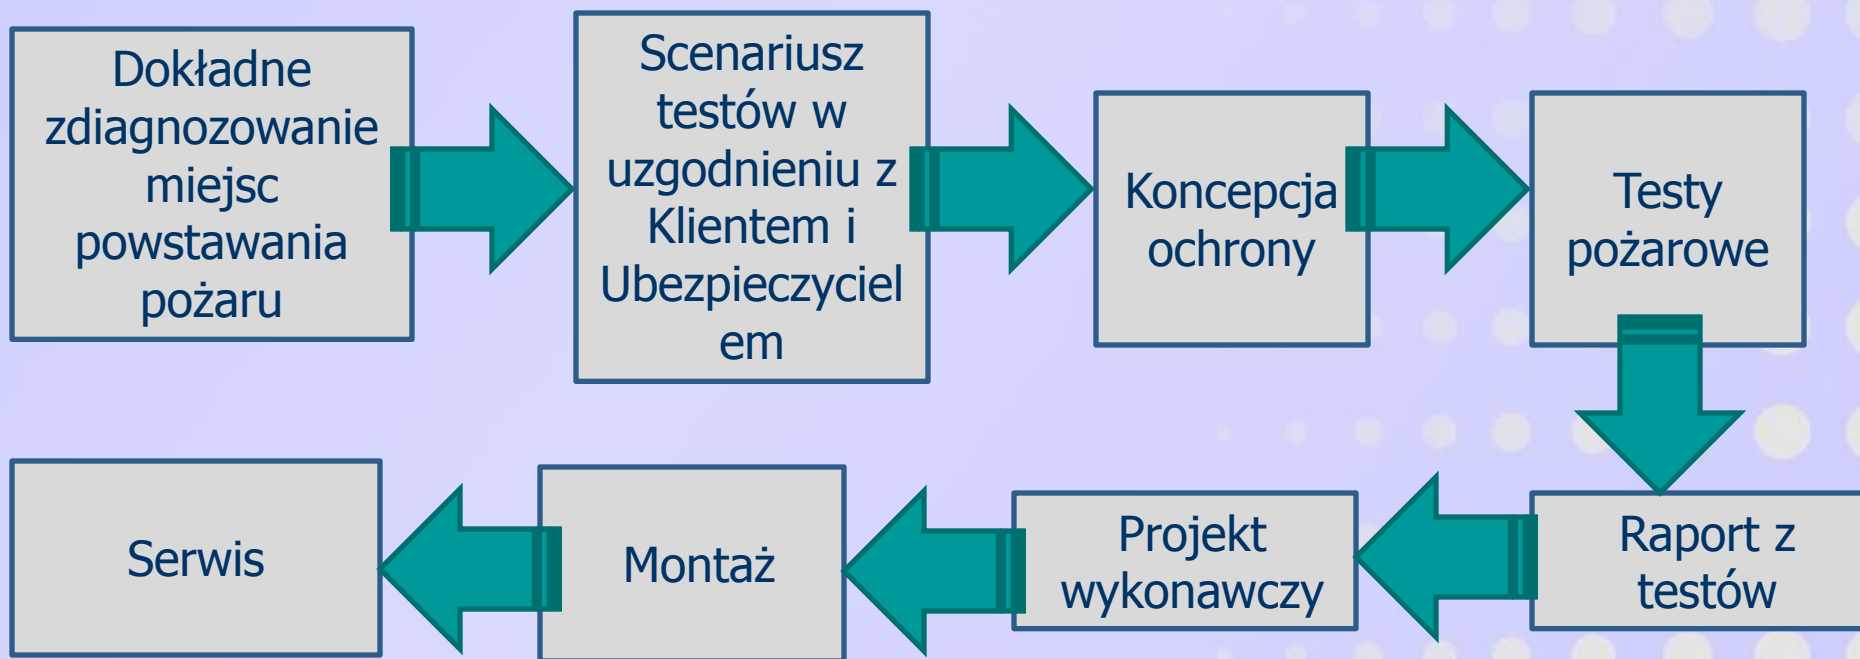 Dokładne
zdiagnozowanie
miejsc
powstawania
pożaru
Scenariusz
testów w
uzgodnieniu z
Klientem i
Ubezpieczyciel
em
Koncepcja
ochrony
Testy
pożarowe
Raport z
testów
Projekt
wykonawczy
Montaż
Serwis